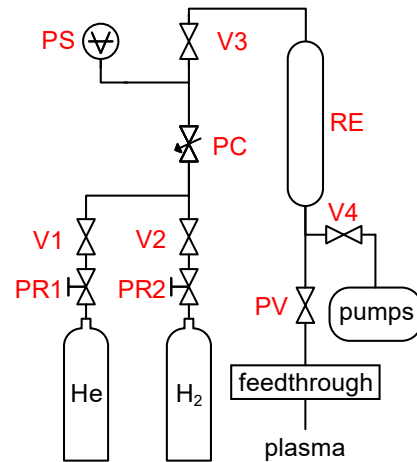 PS
V3
RE
PC
V1
V2
V4
PR1
PR2
PV
pumps
He
H₂
feedthrough
plasma